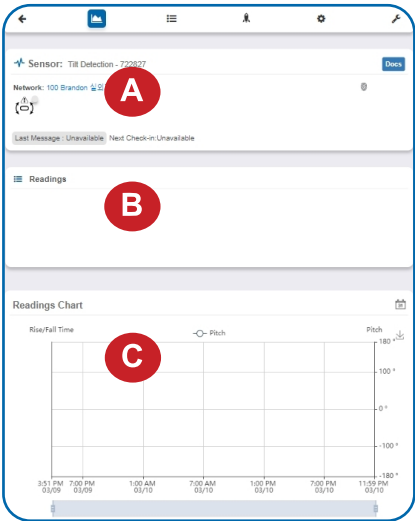 Sensor: Tilt Detection - 722827
Docs
Network: 100 Brandon 실외
A
Last Message : Unavailable Next Check-in:Unavailable
Readings
B
Readings Chart
Rise/Fall Time
Pitch
Pitch
C
180 °
100 °
0 °
-100 °
-180 °
3:51 PM 7:00 PM 1:00 AM 7:00 AM 1:00 PM 7:00 PM 11:59 PM
03/09 03/09 03/10 03/10 03/10 03/10 03/10